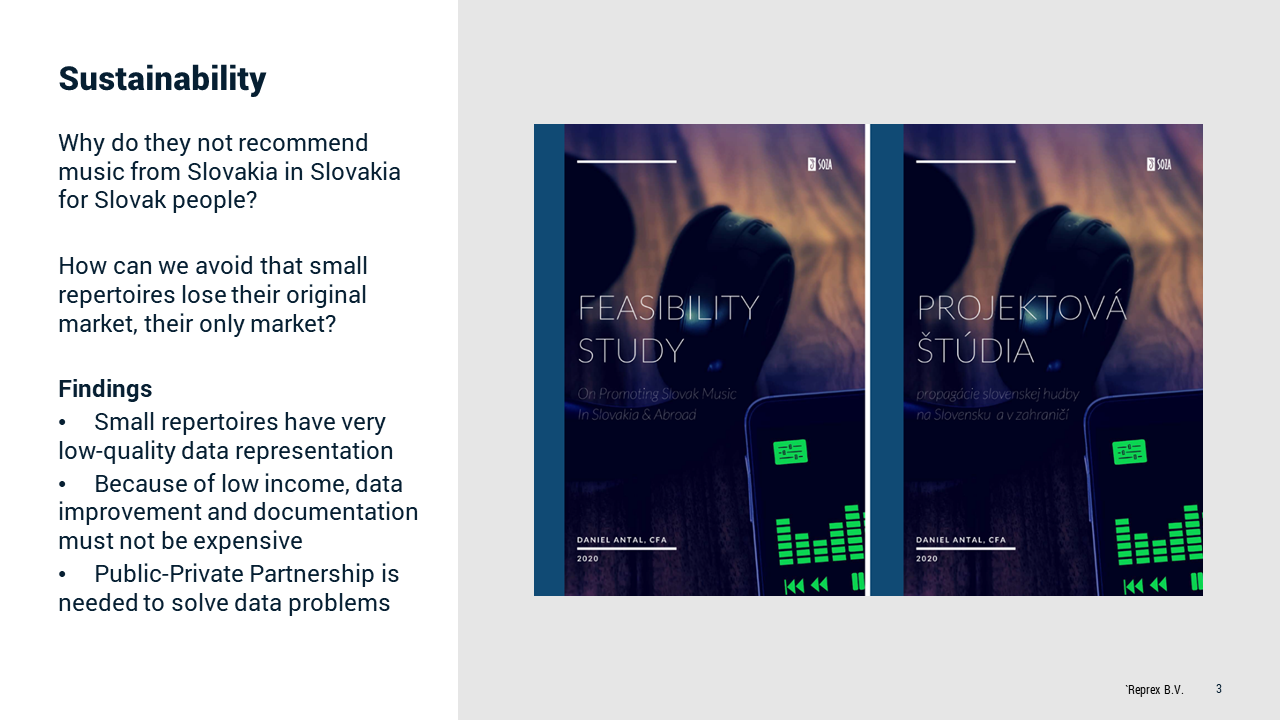 Sustainability
Why do they not recommend
music from Slovakia in Slovakia
for Slovak people?
How can we avoid that small
repertoires lose their original
market, their only market?
Findings
• Small repertoires have very
low-quality data representation
• Because of low income, data
improvement and documentation
must not be expensive
• Public-Private Partnership is
needed to solve data problems
SOZA
FEASIBILITY
STUDY
On Promoting Slovak Music
In Slovakia & Abroad
DANIEL ANTAL, CFA
2020
SOZA
PROJEKTOVÁ
ŠTÚDIA
propagácie slovenskej hudby
na Slovensku a v zahraničí
DANIEL ANTAL, CFA
2020
`Reprex B.V.
3